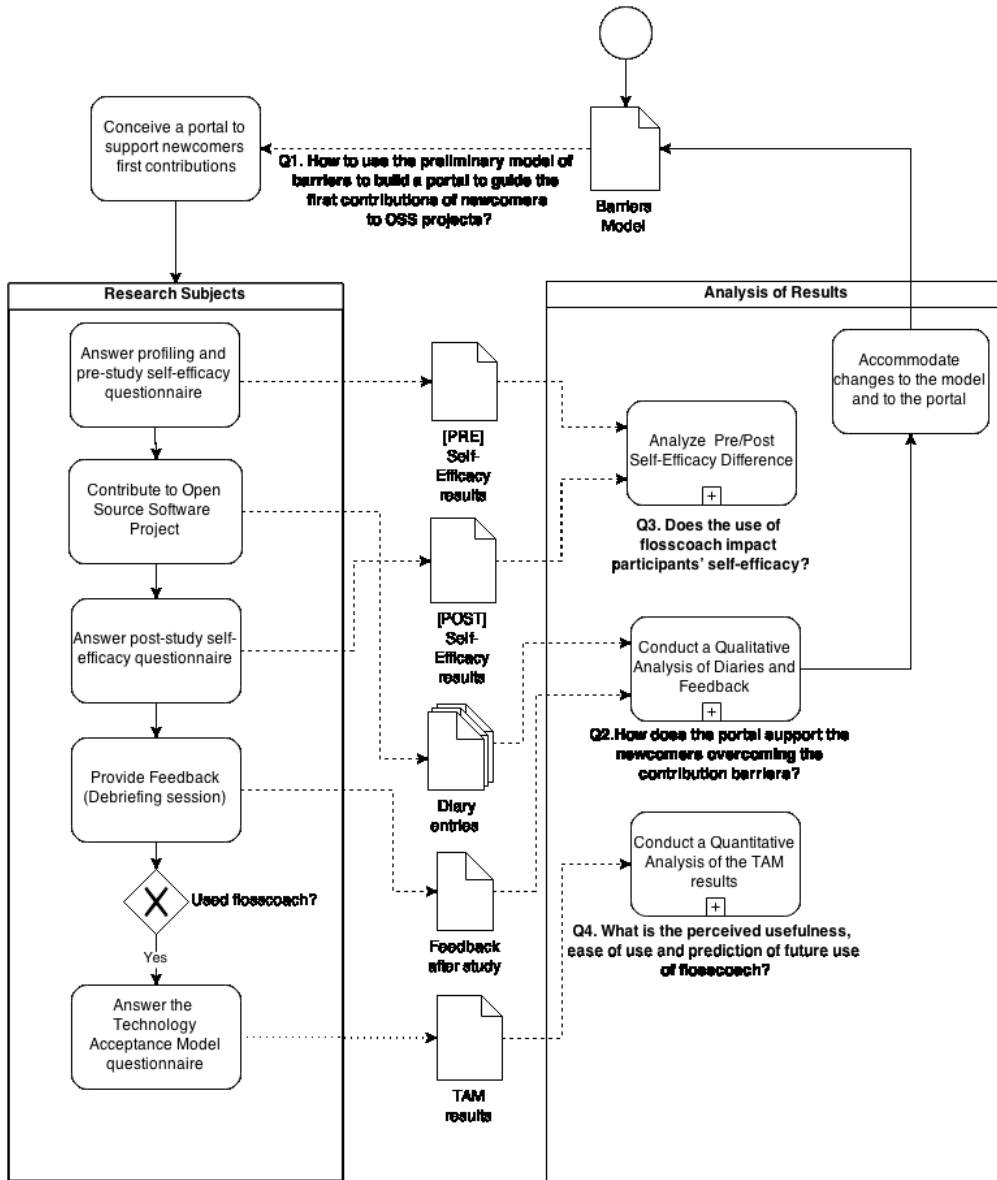 Conceive a portal to
support newcomers
first contributions
Q1. How to use the preliminary model of
barriers to build a portal to guide the
first contributions of newcomers
to OSS projects?
Barriers
Model
Research Subjects
Answer profiling and
pre-study self-efficacy
questionnaire
Contribute to Open
Source Software
Project
Answer post-study self-
efficacy questionnaire
Provide Feedback
(Debriefing session)
Used flosscoach?
Yes
Answer the
Technology
Acceptance Model
questionnaire
[PRE]
Self-
Efficacy
results
[POST]
Self-
Efficacy
results
Diary
entries
Feedback
after study
TAM
results
Analysis of Results
Accommodate
changes to the model
and to the portal
Analyze Pre/Post
Self-Efficacy Difference
Q3. Does the use of
flosscoach impact
participants' self-efficacy?
Conduct a Qualitative
Analysis of Diaries and
Feedback
Q2.How does the portal support the
newcomers overcoming the
contribution barriers?
Conduct a Quantitative
Analysis of the TAM
results
Q4. What is the perceived usefulness,
ease of use and prediction of future use
of flosscoach?